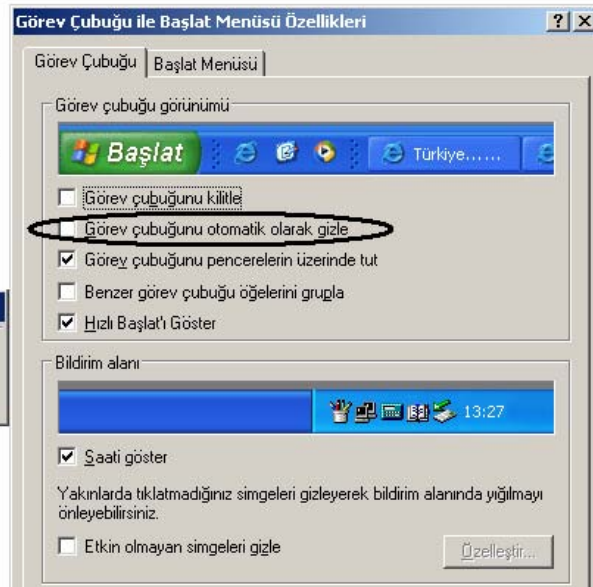 Görev Çubuğu ile Başlat Menüsü Özellikleri
Görev Çubuğu Başlat Menüsü
Görev çubuğu görünümü
Başlat Türkiye......
Görev çubuğunu kilitle
Görev çubuğunu otomatik olarak gizle
Görev çubuğunu pencerelerin üzerinde tut
Benzer görev çubuğu öğelerini grupla
Hızlı Başlat'ı Göster
Bildirim alanı
13:27
Saati göster
Yakınlarda tıklatmadığınız simgeleri gizleyerek bildirim alanında yığılmayı
önleyebilirsiniz.
Etkin olmayan simgeleri gizle Özelleştir...